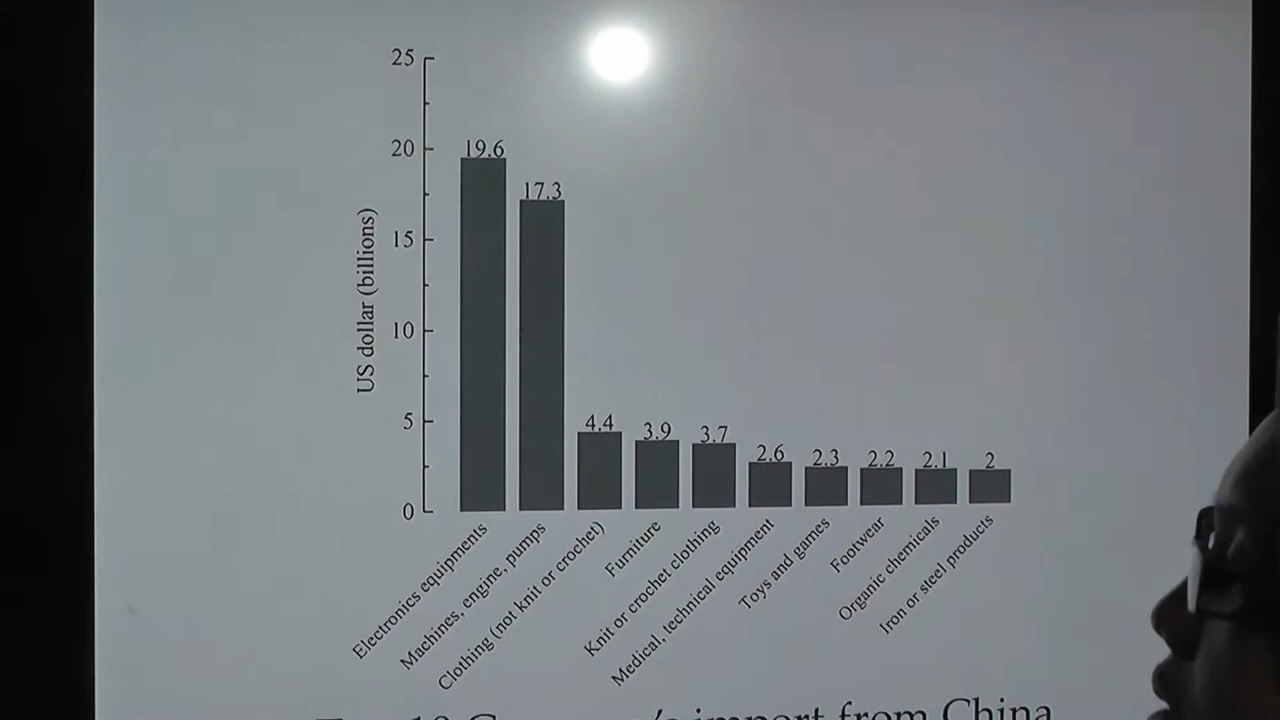 25
20
15
10
5
0
US dollar (billions)
19.6
17.3
4.4
3.9
3.7
2.6
2.3
2.2
2.1
2
Electronics equipments
Machines, engine, pumps
Clothing (not knit or crochet)
Furniture
Knit or crochet clothing
Medical, technical equipment
Toys and games
Footwear
Organic chemicals
Iron or steel products
import from China